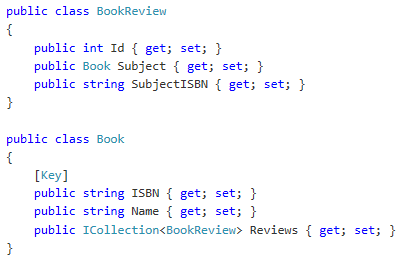 public class BookReview
{
    public int Id { get; set; }
    public Book Subject { get; set; }
    public string SubjectISBN { get; set; }
}

public class Book
{
    [Key]
    public string ISBN { get; set; }
    public string Name { get; set; }
    public ICollection<BookReview> Reviews { get; set; }
}